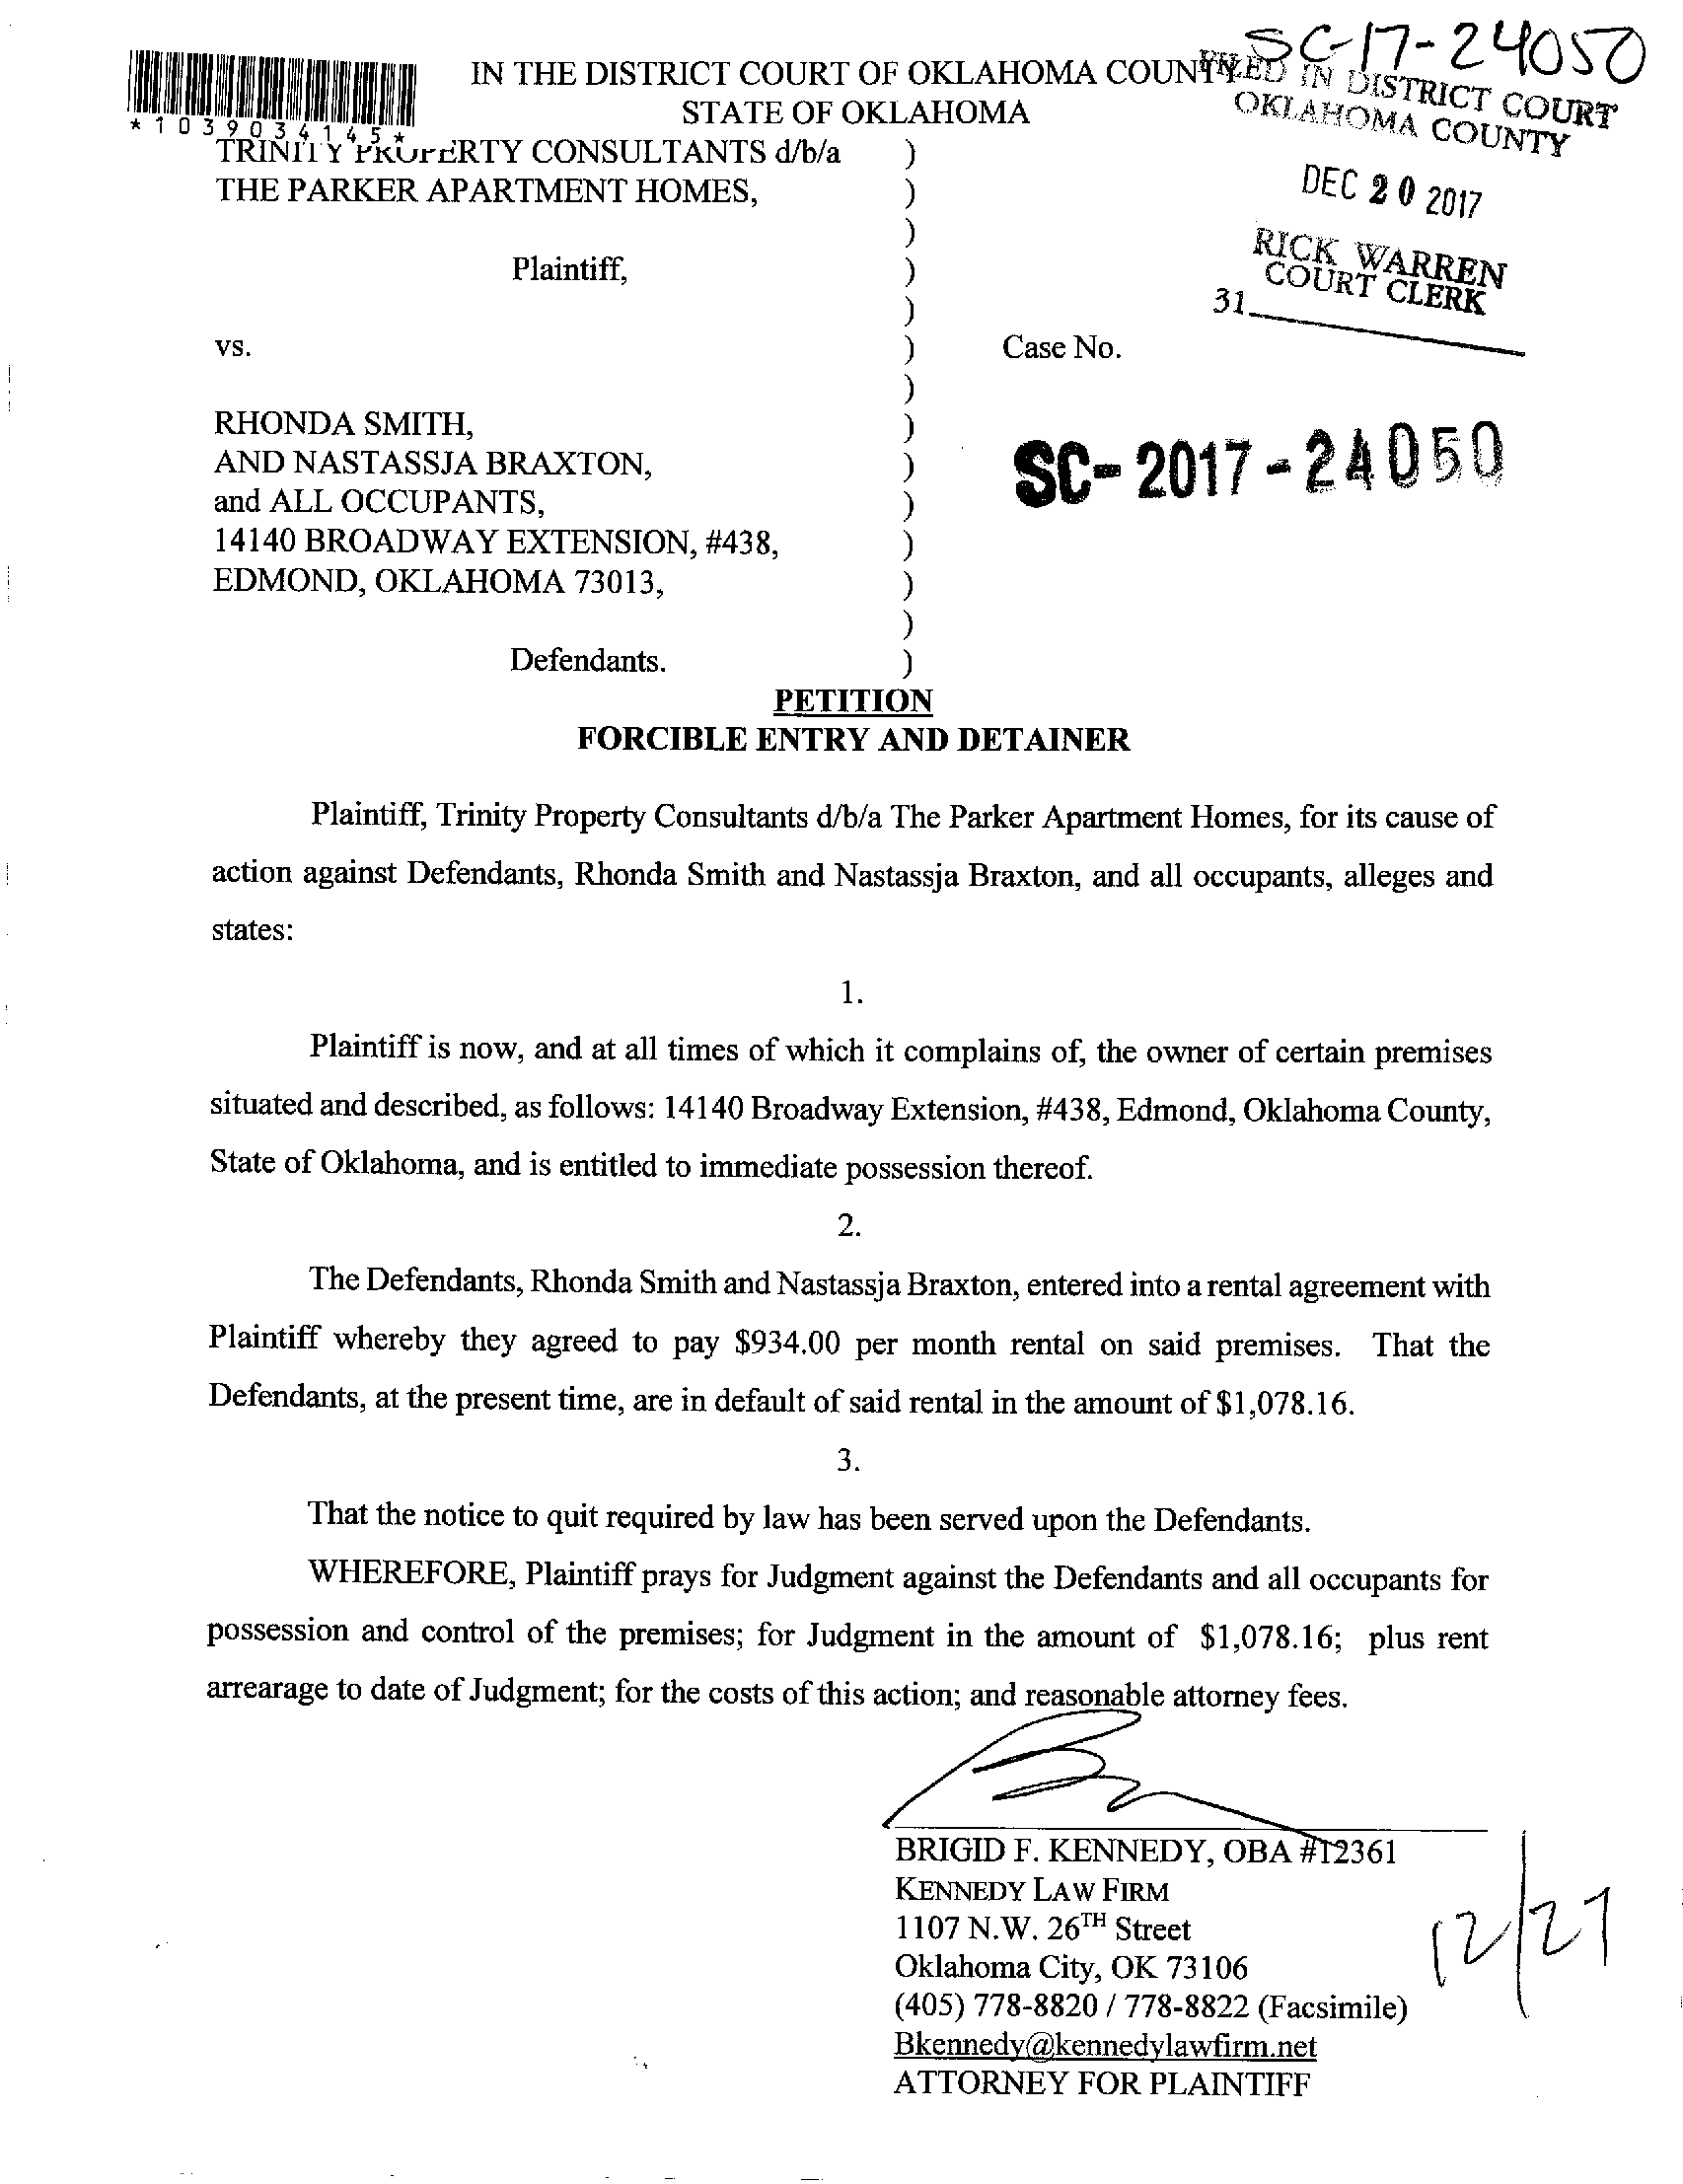 SC-17-24050
IN THE DISTRICT COURT OF OKLAHOMA COUNTY
STATE OF OKLAHOMA
FILED IN DISTRICT COURT
OKLAHOMA COUNTY
DEC 20 2017
RICK WARREN
COURT CLERK
31
*1039034145*
TRINITY PROPERTY CONSULTANTS d/b/a )
THE PARKER APARTMENT HOMES, )
)
Plaintiff, )
)
vs. ) Case No.
)
RHONDA SMITH, )
AND NASTASSJA BRAXTON, ) SC-2017-24050
and ALL OCCUPANTS, )
14140 BROADWAY EXTENSION, #438, )
EDMOND, OKLAHOMA 73013, )
)
Defendants. )
PETITION
FORCIBLE ENTRY AND DETAINER
Plaintiff, Trinity Property Consultants d/b/a The Parker Apartment Homes, for its cause of
action against Defendants, Rhonda Smith and Nastassja Braxton, and all occupants, alleges and
states:
1.
Plaintiff is now, and at all times of which it complains of, the owner of certain premises
situated and described, as follows: 14140 Broadway Extension, #438, Edmond, Oklahoma County,
State of Oklahoma, and is entitled to immediate possession thereof.
2.
The Defendants, Rhonda Smith and Nastassja Braxton, entered into a rental agreement with
Plaintiff whereby they agreed to pay $934.00 per month rental on said premises. That the
Defendants, at the present time, are in default of said rental in the amount of $1,078.16.
3.
That the notice to quit required by law has been served upon the Defendants.
WHEREFORE, Plaintiff prays for Judgment against the Defendants and all occupants for
possession and control of the premises; for Judgment in the amount of $1,078.16; plus rent
arrearage to date of Judgment; for the costs of this action; and reasonable attorney fees.
BRIGID F. KENNEDY, OBA #12361
KENNEDY LAW FIRM
1107 N.W. 26TH Street
Oklahoma City, OK 73106
(405) 778-8820 / 778-8822 (Facsimile)
Bkennedy@kennedylawfirm.net
ATTORNEY FOR PLAINTIFF
12/27